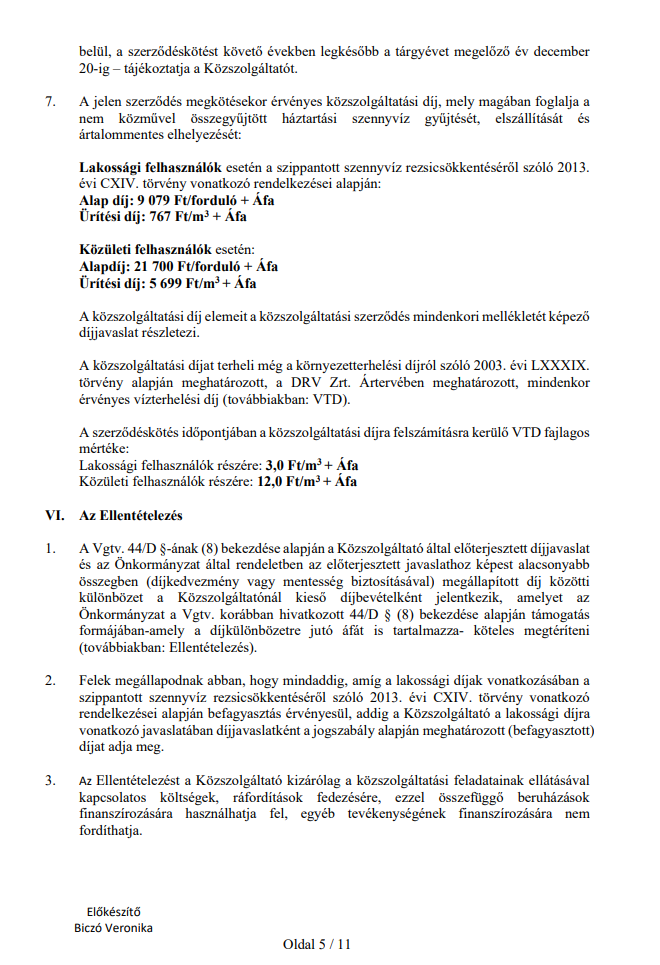 belül, a szerződéskötést követő években legkésőbb a tárgyévet megelőző év december
20-ig – tájékoztatja a Közszolgáltatót.
7. A jelen szerződés megkötésekor érvényes közszolgáltatási díj, mely magában foglalja a
nem közművel összegyűjtött háztartási szennyvíz gyűjtését, elszállítását és
ártalommentes elhelyezését:
Lakossági felhasználók esetén a szippantott szennyvíz rezsicsökkentéséről szóló 2013.
évi CXIV. törvény vonatkozó rendelkezései alapján:
Alap díj: 9 079 Ft/forduló + Áfa
Ürítési díj: 767 Ft/m³ + Áfa
Közületi felhasználók esetén:
Alapdíj: 21 700 Ft/forduló + Áfa
Ürítési díj: 5 699 Ft/m³ + Áfa
A közszolgáltatási díj elemeit a közszolgáltatási szerződés mindenkori mellékletét képező
díjjavaslat részletezi.
A közszolgáltatási díjat terheli még a környezetterhelési díjról szóló 2003. évi LXXXIX.
törvény alapján meghatározott, a DRV Zrt. Ártervében meghatározott, mindenkor
érvényes vízterhelési díj (továbbiakban: VTD).
A szerződéskötés időpontjában a közszolgáltatási díjra felszámításra kerülő VTD fajlagos
mértéke:
Lakossági felhasználók részére: 3,0 Ft/m³ + Áfa
Közületi felhasználók részére: 12,0 Ft/m³ + Áfa
VI. Az Ellentételezés
1. A Vgtv. 44/D §-ának (8) bekezdése alapján a Közszolgáltató által előterjesztett díjjavaslat
és az Önkormányzat által rendeletben az előterjesztett javaslathoz képest alacsonyabb
összegben (díjkedvezmény vagy mentesség biztosításával) megállapított díj közötti
különbözet a Közszolgáltatónál kieső díjbevételként jelentkezik, amelyet az
Önkormányzat a Vgtv. korábban hivatkozott 44/D § (8) bekezdése alapján támogatás
formájában-amely a díjkülönbözetre jutó áfát is tartalmazza- köteles megtéríteni
(továbbiakban: Ellentételezés).
2. Felek megállapodnak abban, hogy mindaddig, amíg a lakossági díjak vonatkozásában a
szippantott szennyvíz rezsicsökkentéséről szóló 2013. évi CXIV. törvény vonatkozó
rendelkezései alapján befagyasztás érvényesül, addig a Közszolgáltató a lakossági díjra
vonatkozó javaslatában díjjavaslatként a jogszabály alapján meghatározott (befagyasztott)
díjat adja meg.
3. Az Ellentételezést a Közszolgáltató kizárólag a közszolgáltatási feladatainak ellátásával
kapcsolatos költségek, ráfordítások fedezésére, ezzel összefüggő beruházások
finanszírozására használhatja fel, egyéb tevékenységének finanszírozására nem
fordíthatja.
Előkészítő
Biczó Veronika
Oldal 5 / 11